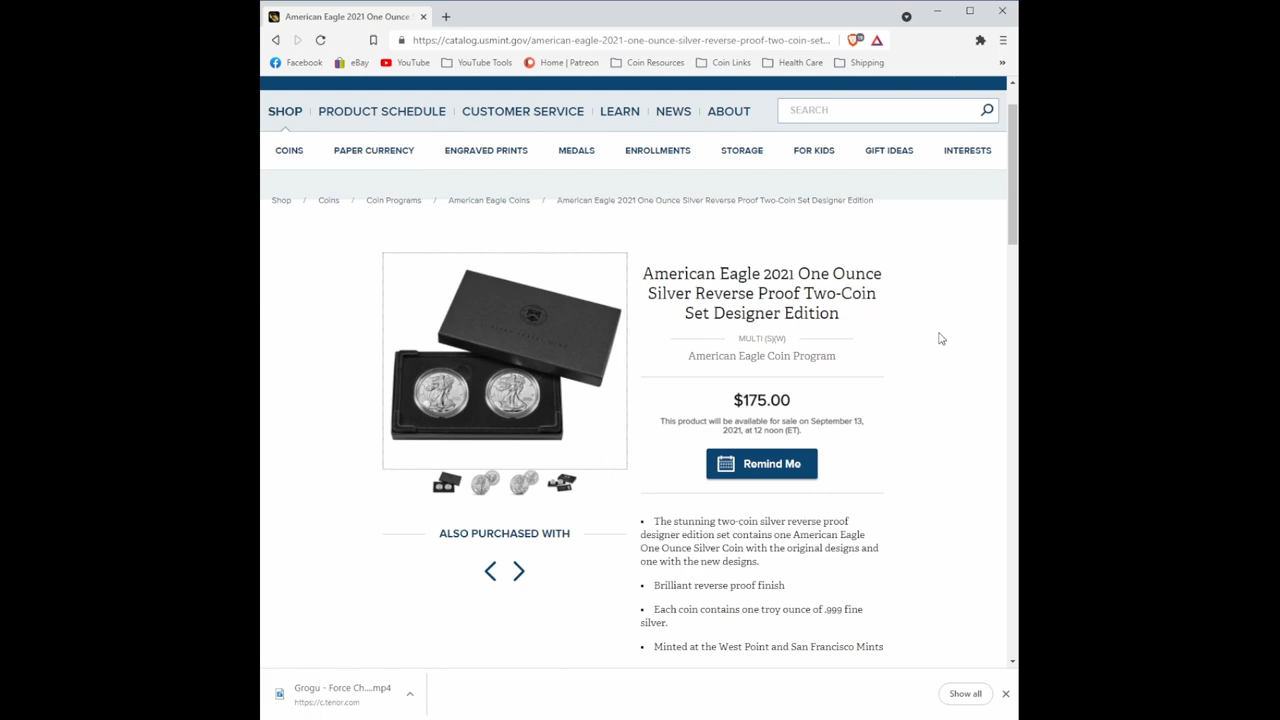 American Eagle 2021 One Ounce
https://catalog.usmint.gov/american-eagle-2021-one-ounce-silver-reverse-proof-two-coin-set...
Facebook eBay YouTube YouTube Tools Home | Patreon Coin Resources Coin Links Health Care Shipping »
SHOP PRODUCT SCHEDULE CUSTOMER SERVICE LEARN NEWS ABOUT SEARCH
COINS PAPER CURRENCY ENGRAVED PRINTS MEDALS ENROLLMENTS STORAGE FOR KIDS GIFT IDEAS INTERESTS
Shop / Coins / Coin Programs / American Eagle Coins / American Eagle 2021 One Ounce Silver Reverse Proof Two-Coin Set Designer Edition
American Eagle 2021 One Ounce
Silver Reverse Proof Two-Coin
Set Designer Edition
MULTI (S)(W)
American Eagle Coin Program
$175.00
This product will be available for sale on September 13,
2021, at 12 noon (ET).
Remind Me
ALSO PURCHASED WITH
• The stunning two-coin silver reverse proof
designer edition set contains one American Eagle
One Ounce Silver Coin with the original designs and
one with the new designs.
• Brilliant reverse proof finish
• Each coin contains one troy ounce of .999 fine
silver.
• Minted at the West Point and San Francisco Mints
Grogu - Force Ch....mp4
https://c.tenor.com
Show all